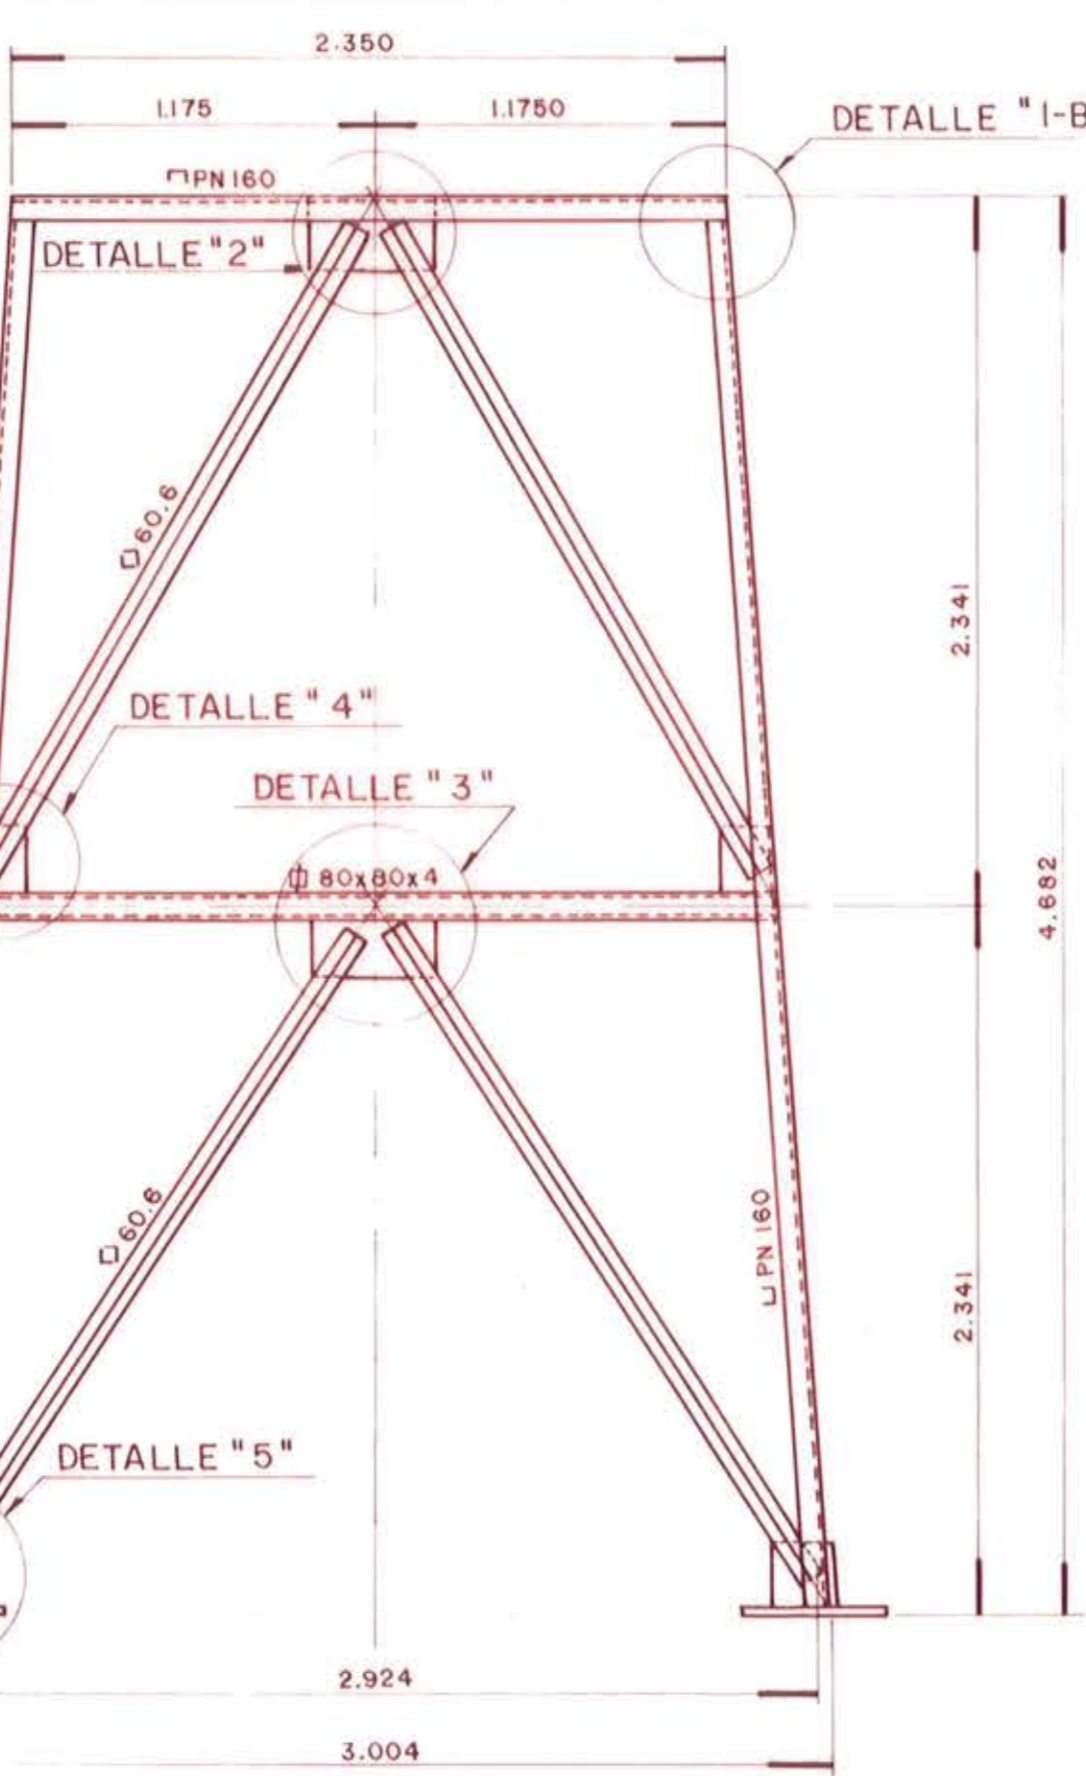 2.350
1.175
1.1750
DETALLE "1-B
PN 160
DETALLE "2"
60.6
2.341
DETALLE "4"
DETALLE "3"
80x80x4
4.682
60.6
PN 160
2.341
DETALLE "5"
2.924
3.004